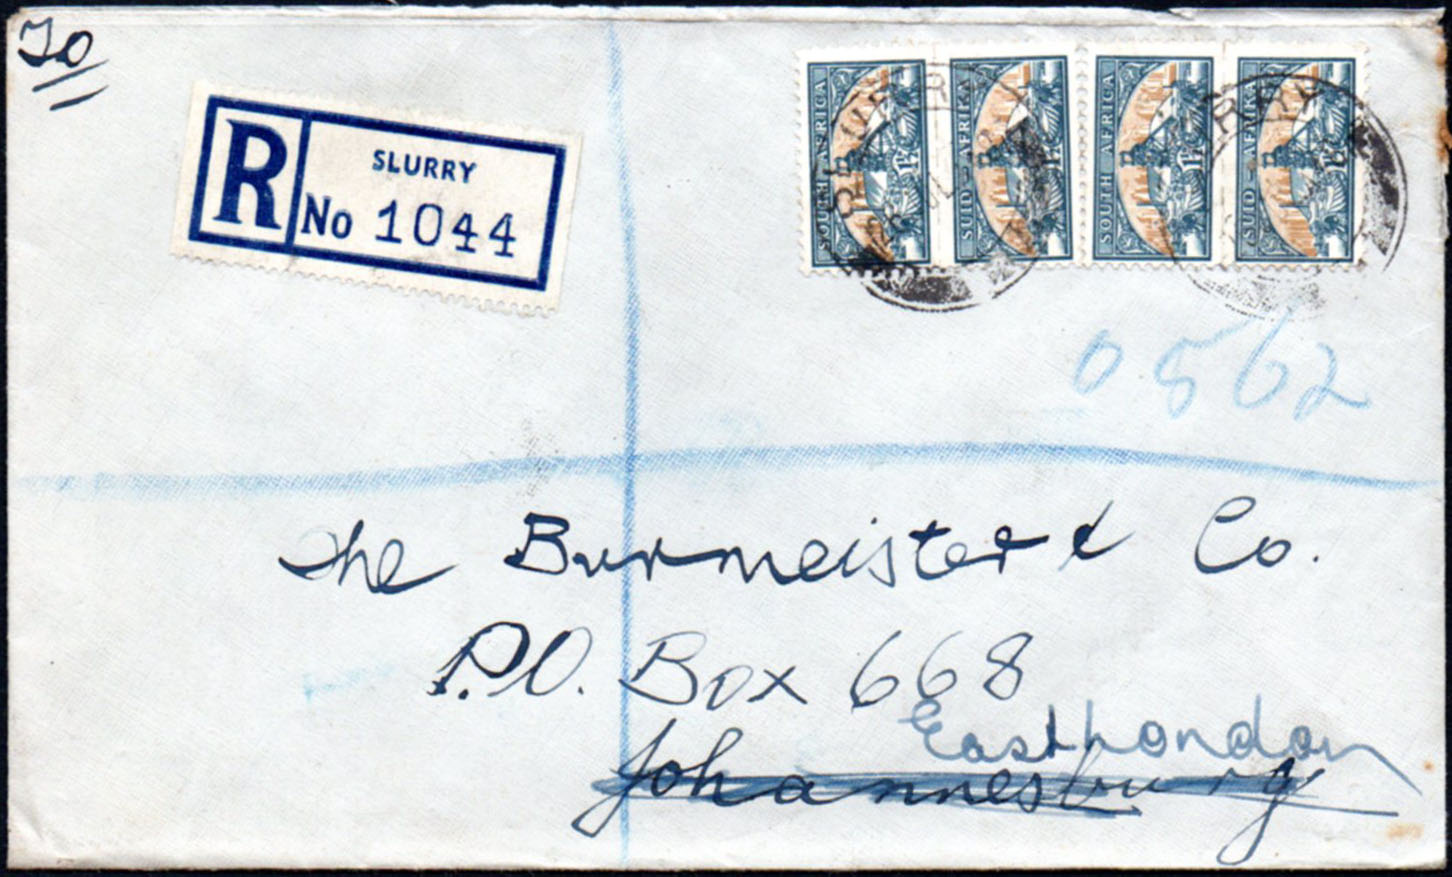 To
R
SLURRY
No 1044
SOUTH AFRICA
SUID-AFRIKA
SOUTH AFRICA
SUID-AFRIKA
0562
The Burmeister & Co.
P.O. Box 668
East London
Johannesburg